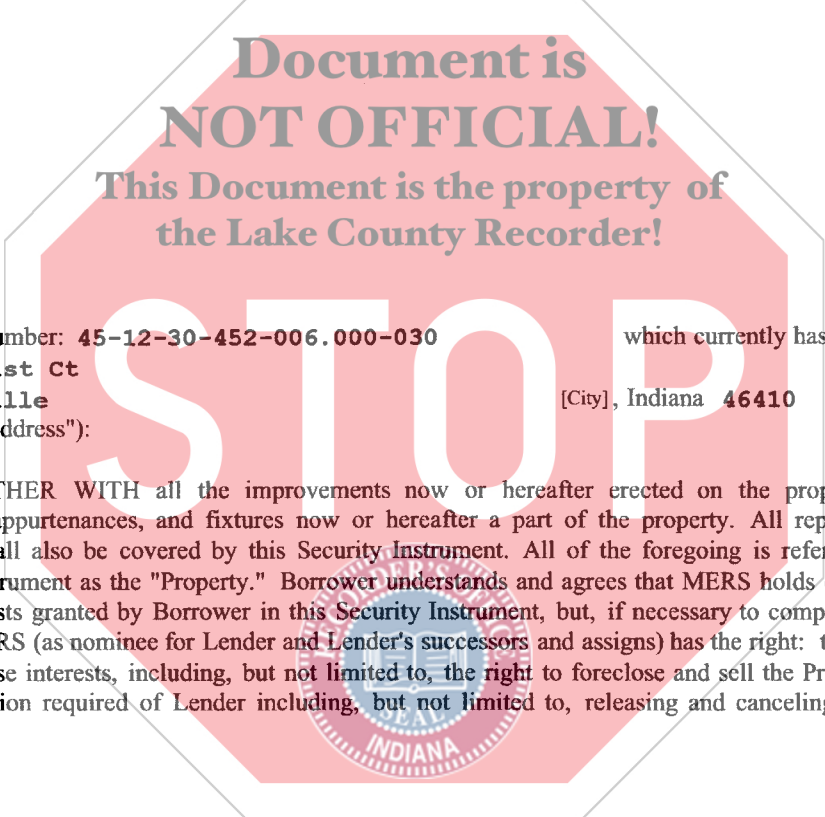 Document is
NOT OFFICIAL!
This Document is the property of
the Lake County Recorder!
STOP
umber: 45-12-30-452-006.000-030 which currently has
1st Ct
lle [City], Indiana 46410
ddress"):
THER WITH all the improvements now or hereafter erected on the prop
appurtenances, and fixtures now or hereafter a part of the property. All rep
all also be covered by this Security Instrument. All of the foregoing is refer
rument as the "Property." Borrower understands and agrees that MERS holds
sts granted by Borrower in this Security Instrument, but, if necessary to comp
RS (as nominee for Lender and Lender's successors and assigns) has the right: t
se interests, including, but not limited to, the right to foreclose and sell the Pr
ion required of Lender including, but not limited to, releasing and canceling
RECORDER'S OFFICE
SEAL
INDIANA